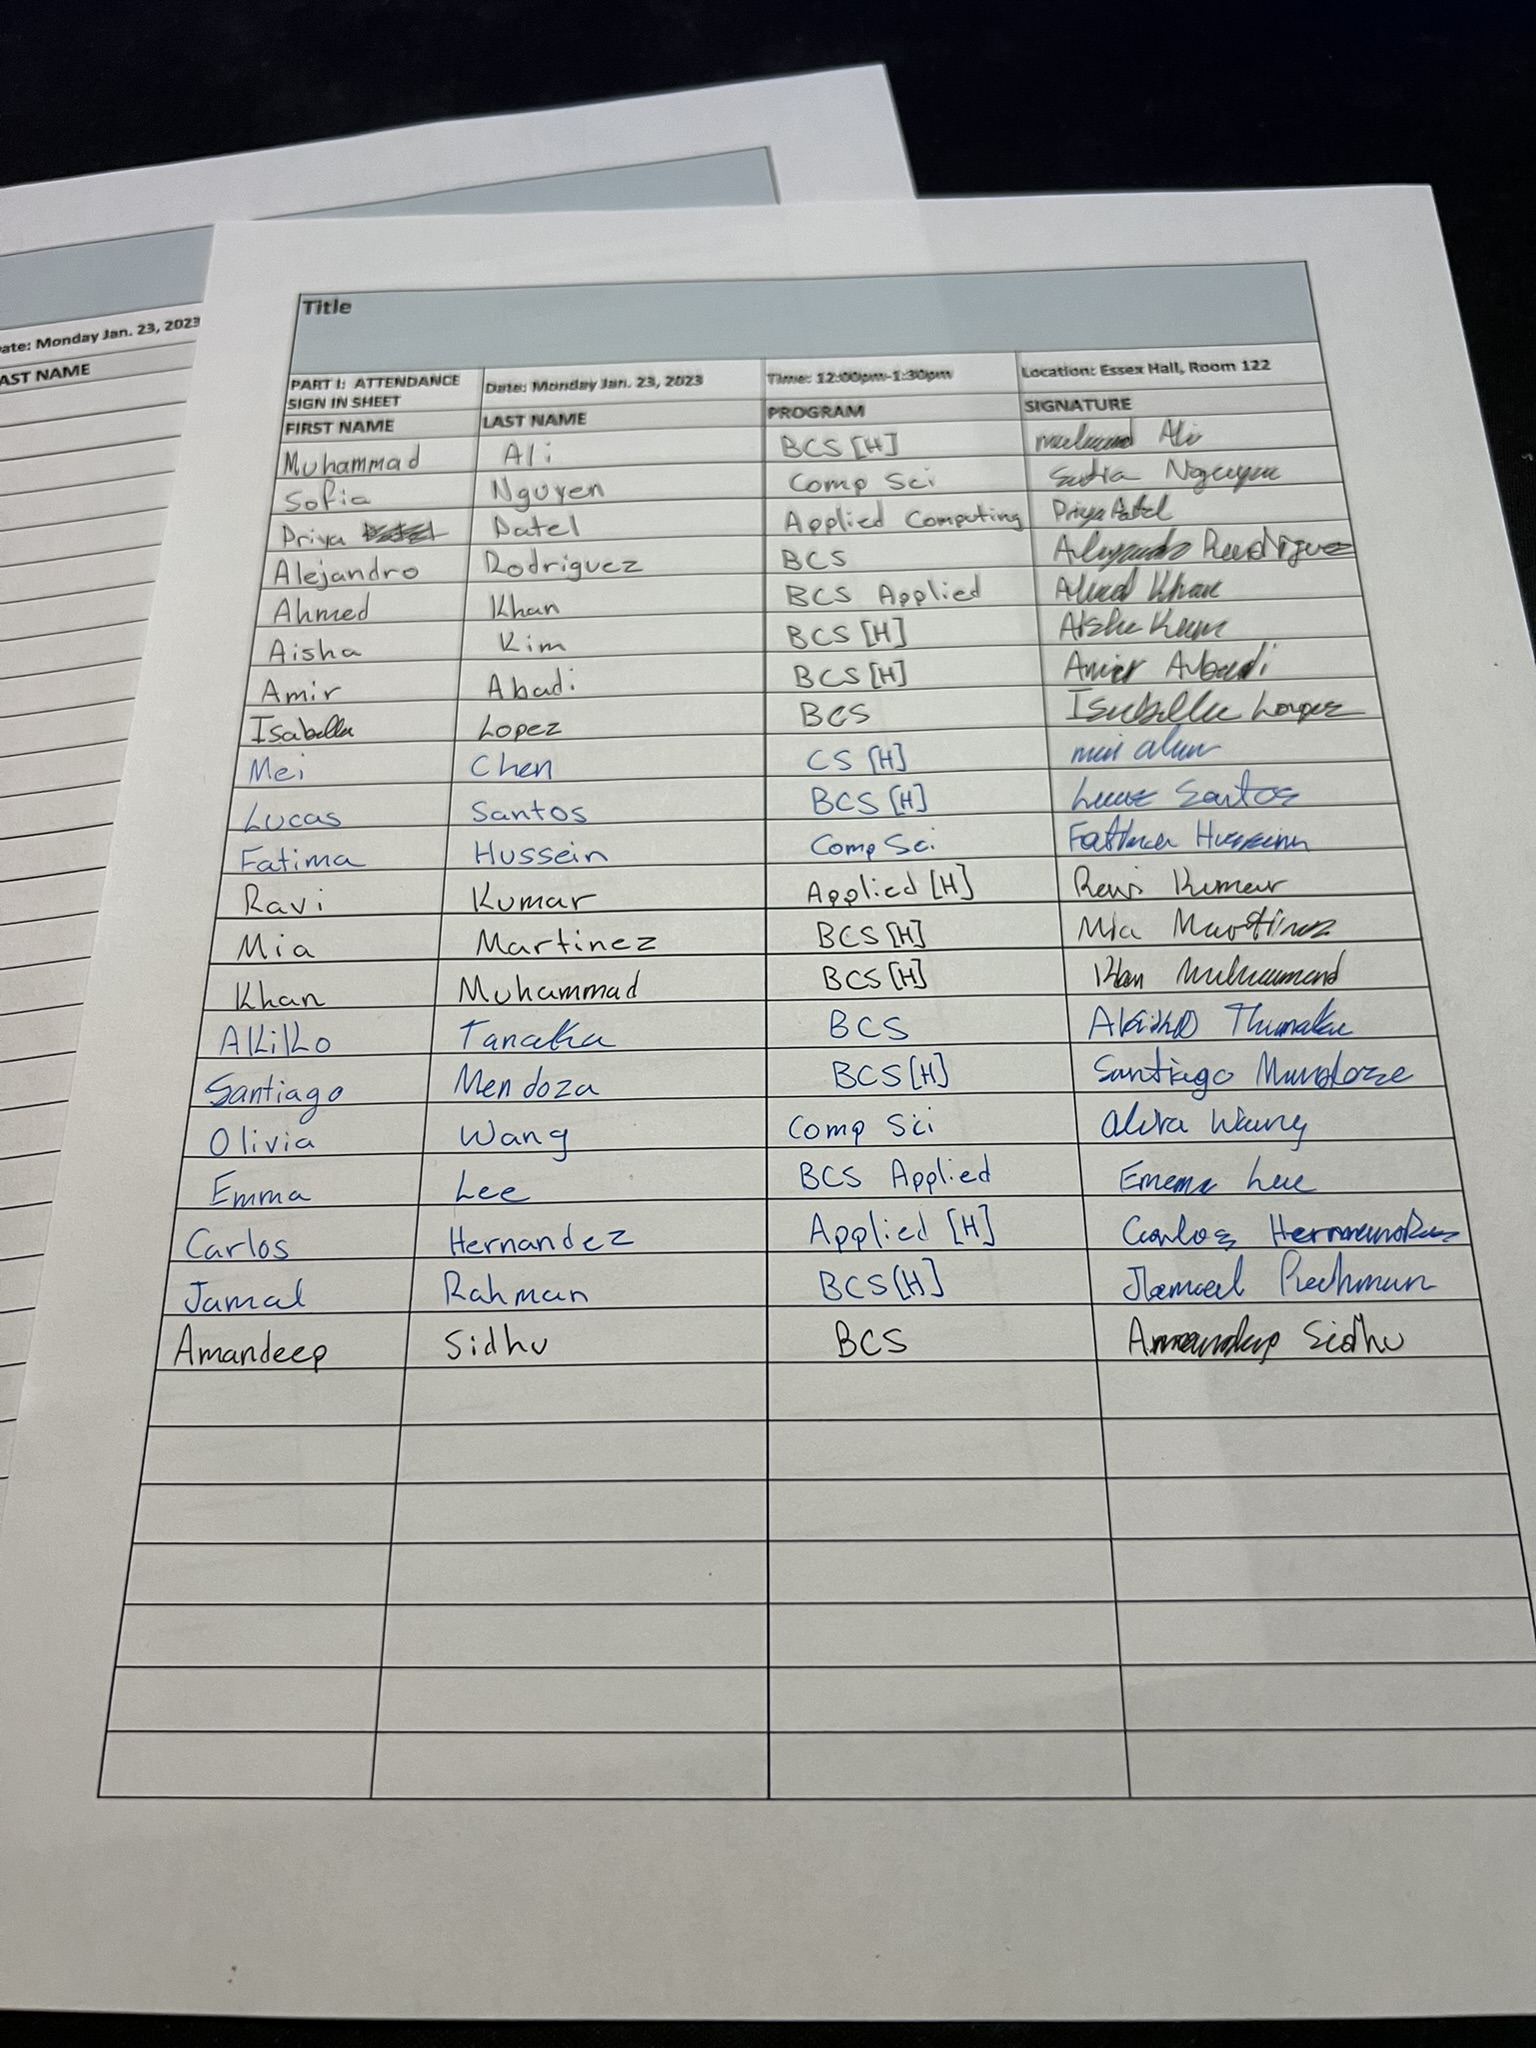 ate: Monday Jan. 23, 2023
AST NAME
Title
PART I: ATTENDANCE SIGN IN SHEET Date: Monday Jan. 23, 2023 Time: 12:00pm-1:30pm Location: Essex Hall, Room 122
FIRST NAME LAST NAME PROGRAM SIGNATURE
Muhammad Ali BCS [H] Ali
Sofia Nguyen Comp Sci Nguyen
Priya Patel Applied Computing Priya Patel
Alejandro Rodriguez BCS Alejandro Rodriguez
Ahmed Khan BCS Applied Ahmed Khan
Aisha Kim BCS [H] Aisha Kim
Amir Abadi BCS [H] Amir Abadi
Isabella Lopez BCS Isabella Lopez
Mei Chen CS [H] mei chen
Lucas Santos BCS [H] Lucas Santos
Fatima Hussein Comp Sci Fatima Hussein
Ravi Kumar Applied [H] Ravi Kumar
Mia Martinez BCS [H] Mia Martinez
Khan Muhammad BCS [H] Khan Muhammad
Akiko Tanaka BCS Akiko
Santiago Mendoza BCS [H] Santiago Mendoza
Olivia Wang Comp Sci Wang
Emma Lee BCS Applied Emema Lee
Carlos Hernandez Applied [H] Carlos
Jamal Rahman BCS [H] Jamal Rahman
Amandeep Sidhu BCS Amandeep Sidhu